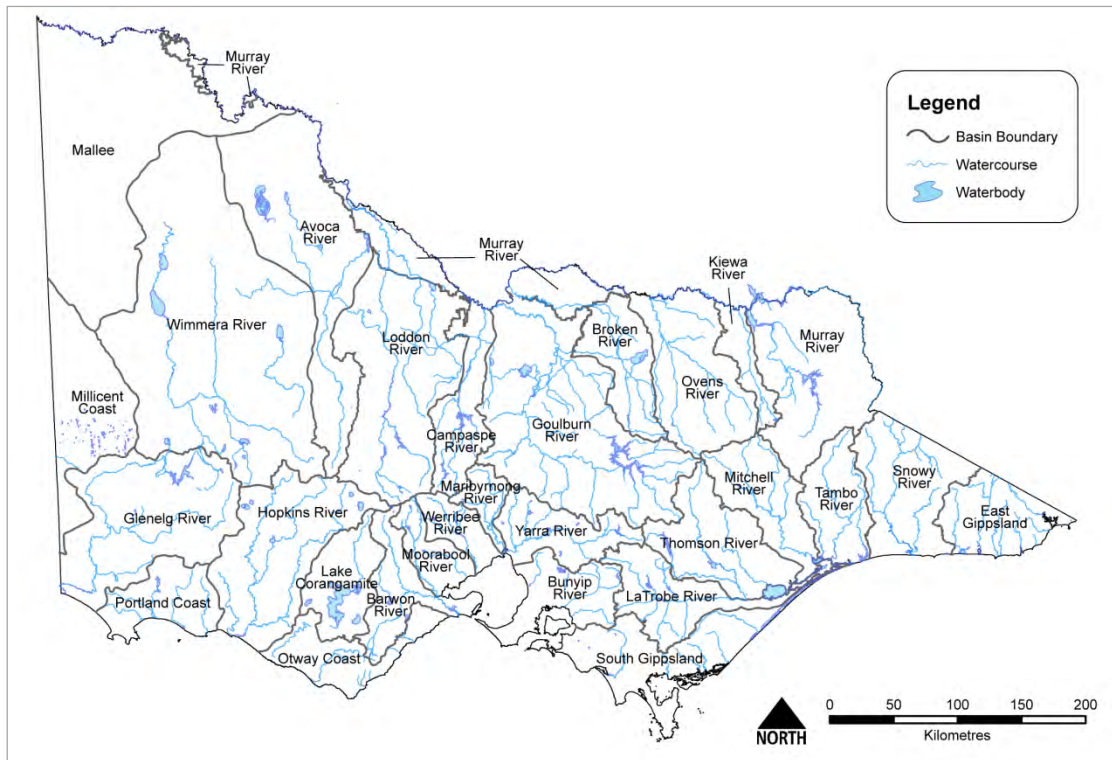 Murray
River
Mallee
Avoca
River
Murray
River
Kiewa
River
Legend
Basin Boundary
Watercourse
Waterbody
Wimmera River
Loddon
River
Broken
River
Murray
River
Ovens
River
Millicent
Coast
Campaspe
River
Goulburn
River
Mitchell
River
Tambo
River
Snowy
River
East
Gippsland
Glenelg River
Hopkins River
Maribyrnong
River
Werribee
River
Yarra River
Thomson River
Moorabool
River
Lake
Corangamite
Barwon
River
Bunyip
River
LaTrobe River
Portland Coast
Otway Coast
South Gippsland
NORTH
0 50 100 150 200
Kilometres